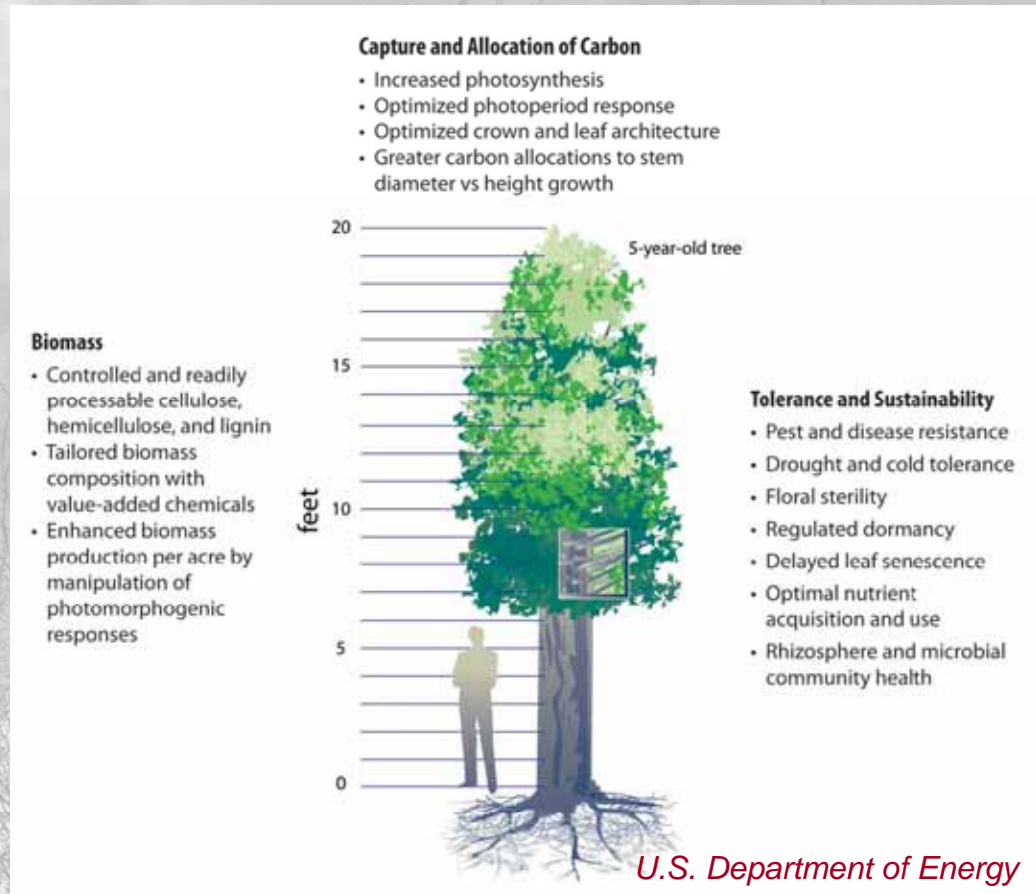 Capture and Allocation of Carbon
• Increased photosynthesis
• Optimized photoperiod response
• Optimized crown and leaf architecture
• Greater carbon allocations to stem
diameter vs height growth
20
5-year-old tree
15
10
5
0
feet
Biomass
• Controlled and readily
processable cellulose,
hemicellulose, and lignin
• Tailored biomass
composition with
value-added chemicals
• Enhanced biomass
production per acre by
manipulation of
photomorphogenic
responses
Tolerance and Sustainability
• Pest and disease resistance
• Drought and cold tolerance
• Floral sterility
• Regulated dormancy
• Delayed leaf senescence
• Optimal nutrient
acquisition and use
• Rhizosphere and microbial
community health
U.S. Department of Energy